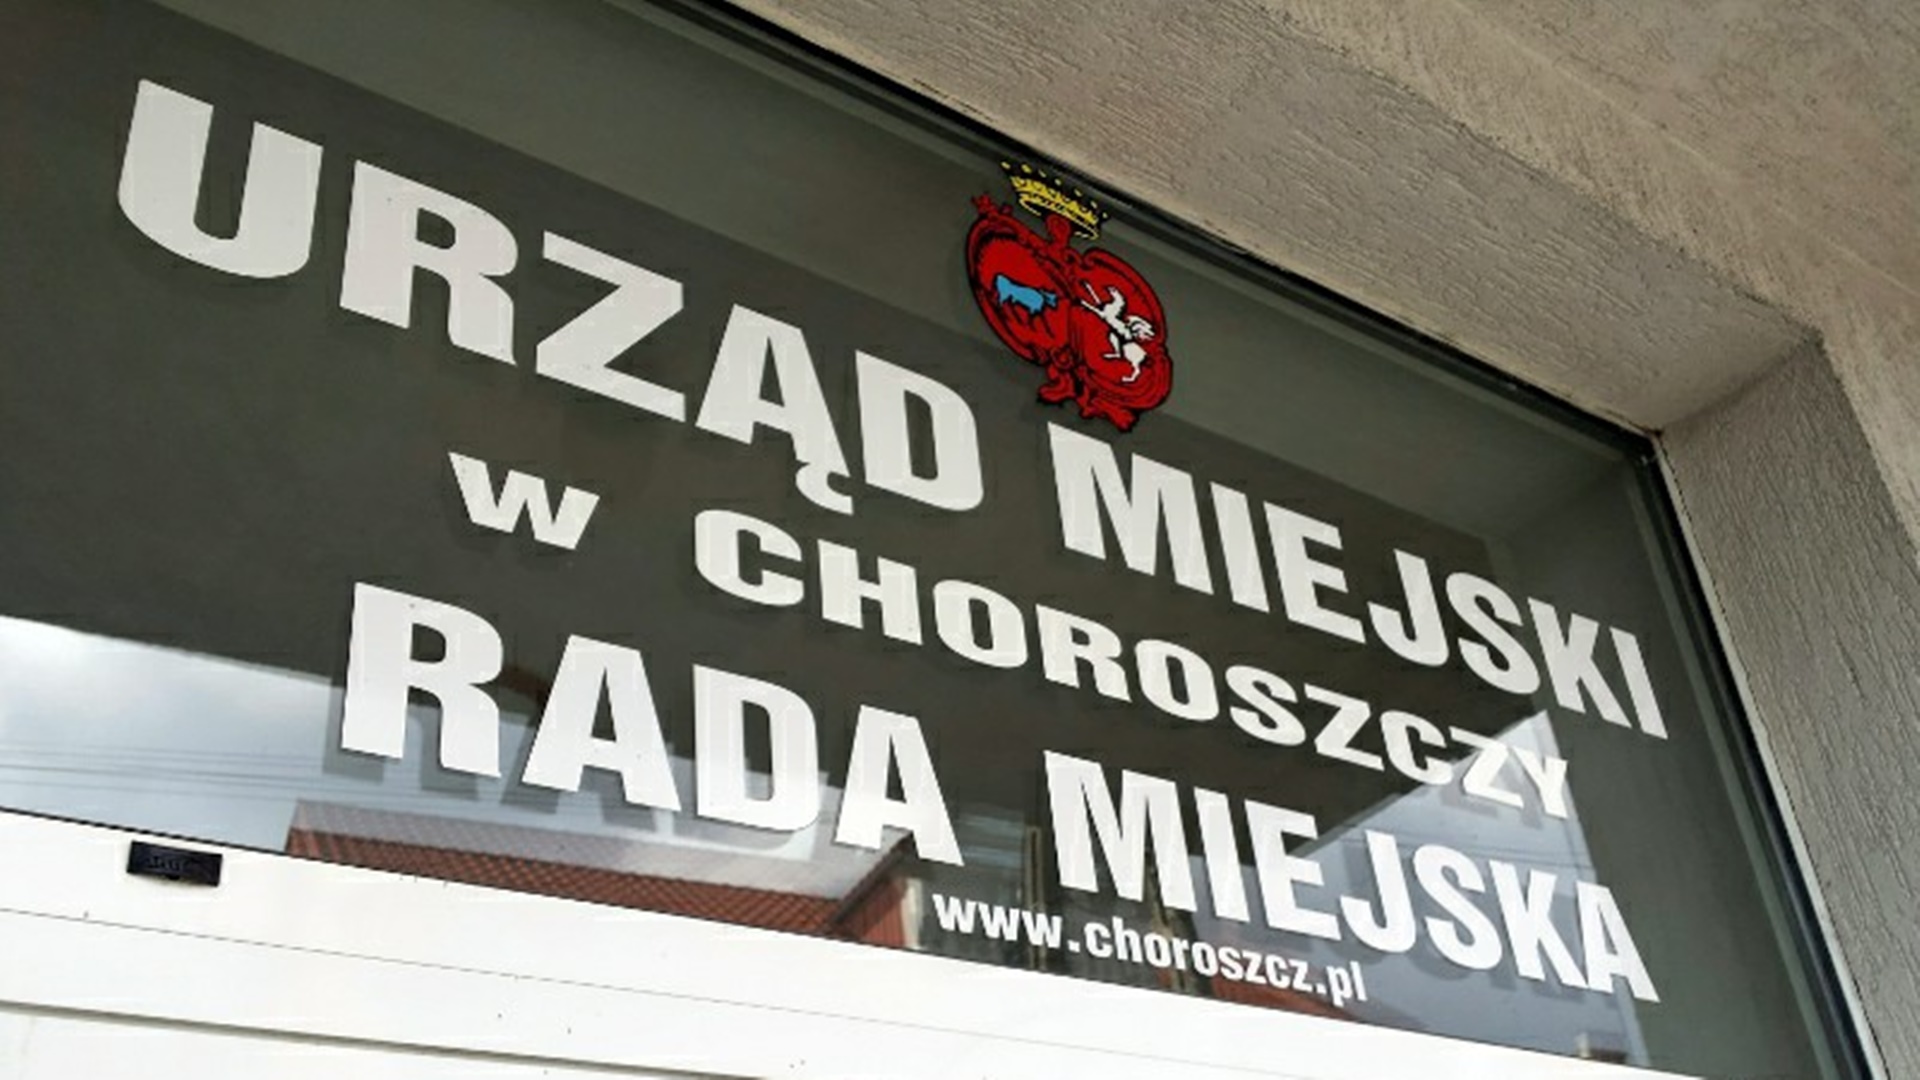 URZĄD MIEJSKI
w CHOROSZCZY
RADA MIEJSKA
www.choroszcz.pl